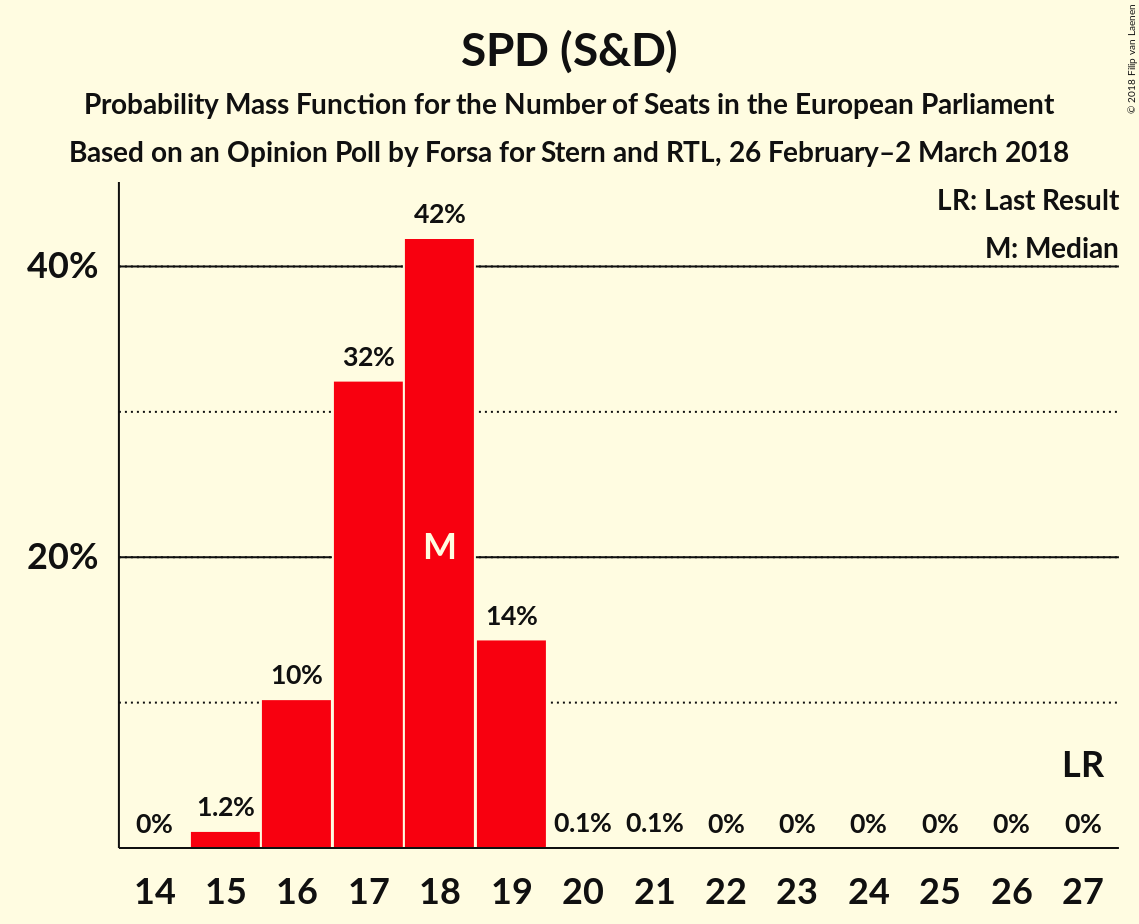 SPD (S&D)
Probability Mass Function for the Number of Seats in the European Parliament
Based on an Opinion Poll by Forsa for Stern and RTL, 26 February–2 March 2018
© 2018 Filip van Laenen
LR: Last Result
M: Median
40%
20%
0%
1.2%
10%
32%
42%
14%
0.1%
0.1%
0%
0%
0%
0%
0%
0%
M
LR
14 15 16 17 18 19 20 21 22 23 24 25 26 27